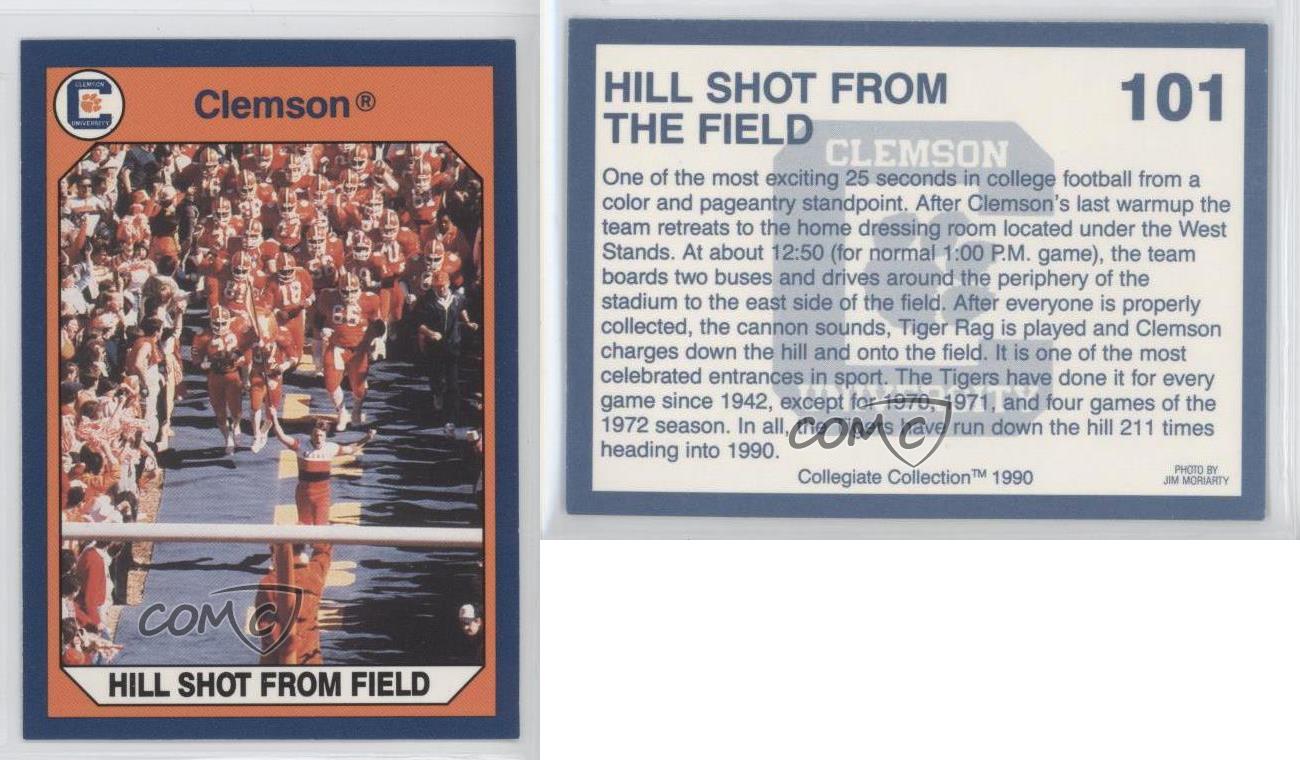 CLEMSON
UNIVERSITY
Clemson®
HILL SHOT FROM FIELD
COMC
HILL SHOT FROM
THE FIELD
101
CLEMSON
One of the most exciting 25 seconds in college football from a
color and pageantry standpoint. After Clemson's last warmup the
team retreats to the home dressing room located under the West
Stands. At about 12:50 (for normal 1:00 P.M. game), the team
boards two buses and drives around the periphery of the
stadium to the east side of the field. After everyone is properly
collected, the cannon sounds, Tiger Rag is played and Clemson
charges down the hill and onto the field. It is one of the most
celebrated entrances in sport. The Tigers have done it for every
game since 1942, except for 1970, 1971, and four games of the
1972 season. In all, the Tigers have run down the hill 211 times
heading into 1990.
COMC
Collegiate Collection™ 1990
PHOTO BY
JIM MORIARTY